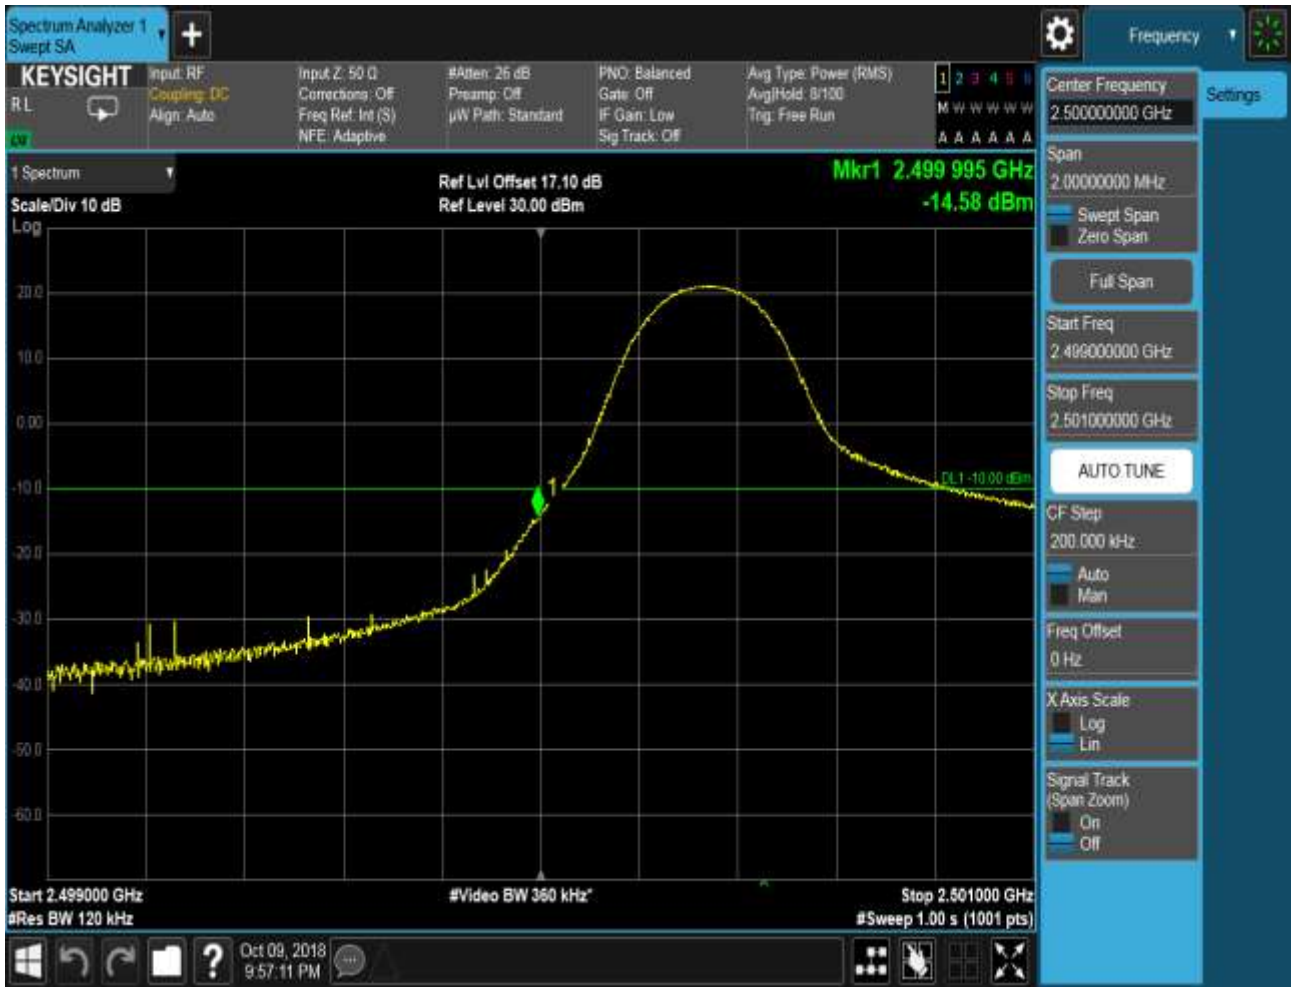 Spectrum Analyzer 1
Swept SA
+
Frequency
KEYSIGHT
R L
Input: RF
Coupling: DC
Align: Auto
Input Z: 50 Ω
Corrections: Off
Freq Ref: Int (S)
NFE: Adaptive
#Atten: 26 dB
Preamp: Off
µW Path: Standard
PNO: Balanced
Gate: Off
IF Gain: Low
Sig Track: Off
Avg Type: Power (RMS)
Avg|Hold: 8/100
Trig: Free Run
1 2 3 4 5 6
M W W W W W
A A A A A A
1 Spectrum
Scale/Div 10 dB
Log
Ref Lvl Offset 17.10 dB
Ref Level 30.00 dBm
Mkr1 2.499 995 GHz
-14.58 dBm
20.0
10.0
0.00
-10.0
-20.0
-30.0
-40.0
-50.0
-60.0
1
DL1 -10.00 dBm
Start 2.499000 GHz
#Res BW 120 kHz
#Video BW 360 kHz*
Stop 2.501000 GHz
#Sweep 1.00 s (1001 pts)
Center Frequency
2.500000000 GHz
Settings
Span
2.00000000 MHz
Swept Span
Zero Span
Full Span
Start Freq
2.499000000 GHz
Stop Freq
2.501000000 GHz
AUTO TUNE
CF Step
200.000 kHz
Auto
Man
Freq Offset
0 Hz
X Axis Scale
Log
Lin
Signal Track
(Span Zoom)
On
Off
?
Oct 09, 2018
9:57:11 PM